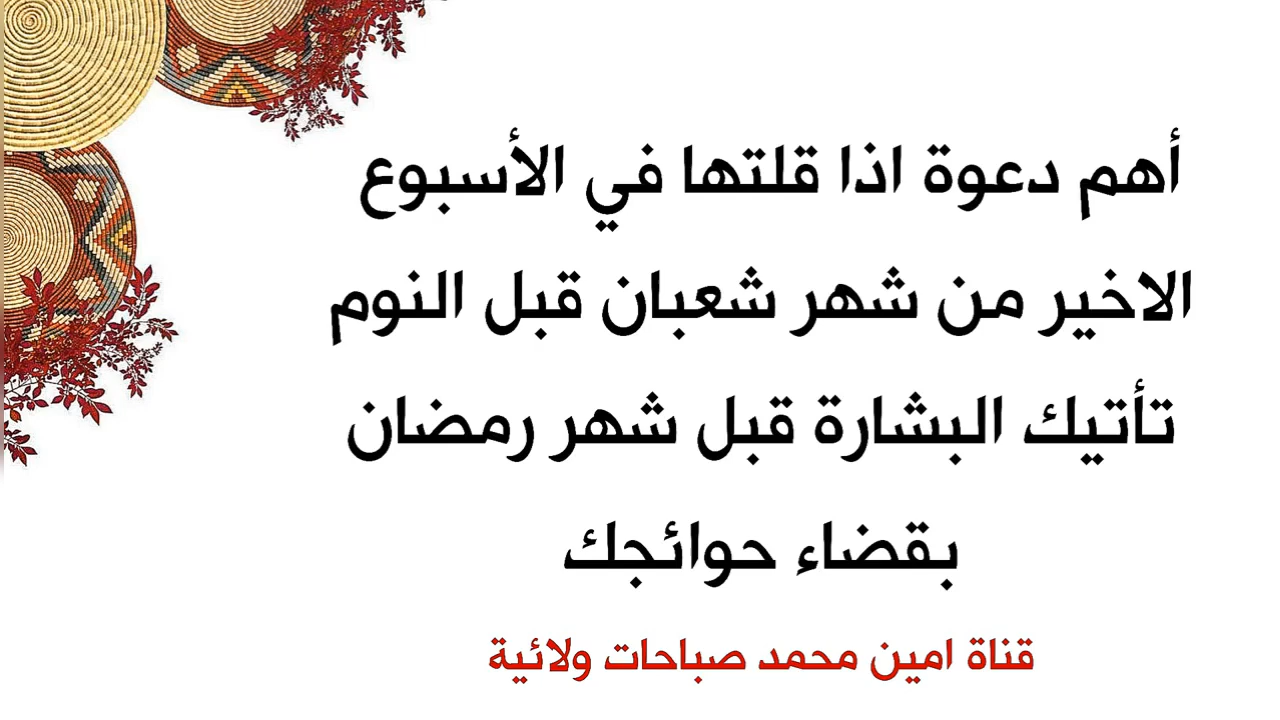 أهم دعوة اذا قلتها في الأسبوع
الاخير من شهر شعبان قبل النوم
تأتيك البشارة قبل شهر رمضان
بقضاء حوائجك
قناة امين محمد صباحات ولائية